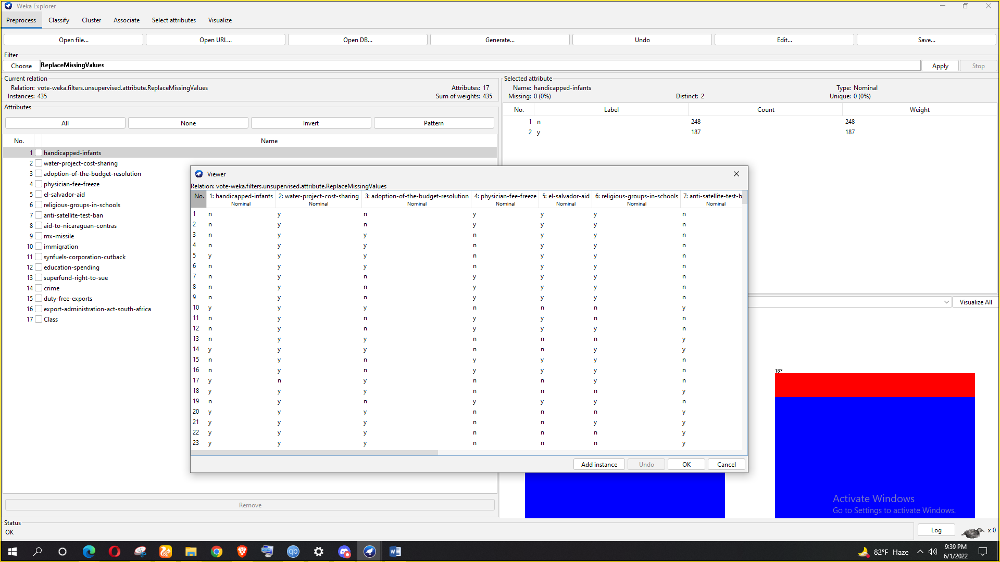 Weka Explorer
Preprocess Classify Cluster Associate Select attributes Visualize
Open file... Open URL... Open DB... Generate... Undo Edit... Save...
Filter
Choose ReplaceMissingValues Apply Stop
Current relation
Relation: vote-weka.filters.unsupervised.attribute.ReplaceMissingValues Attributes: 17
Instances: 435 Sum of weights: 435
Selected attribute
Name: handicapped-infants Type: Nominal
Missing: 0 (0%) Distinct: 2 Unique: 0 (0%)
No. Label Count Weight
1 n 248 248
2 y 187 187
Attributes
All None Invert Pattern
No. Name
1 handicapped-infants
2 water-project-cost-sharing
3 adoption-of-the-budget-resolution
4 physician-fee-freeze
5 el-salvador-aid
6 religious-groups-in-schools
7 anti-satellite-test-ban
8 aid-to-nicaraguan-contras
9 mx-missile
10 immigration
11 synfuels-corporation-cutback
12 education-spending
13 superfund-right-to-sue
14 crime
15 duty-free-exports
16 export-administration-act-south-africa
17 Class
Remove
Viewer
Relation: vote-weka.filters.unsupervised.attribute.ReplaceMissingValues
No. 1: handicapped-infants 2: water-project-cost-sharing 3: adoption-of-the-budget-resolution 4: physician-fee-freeze 5: el-salvador-aid 6: religious-groups-in-schools 7: anti-satellite-test-b
Nominal Nominal Nominal Nominal Nominal Nominal Nominal
1 n y n y y y n
2 n y n y y y n
3 n y y n y y n
4 n y y n y y n
5 y y y n y y n
6 n y y n y y n
7 n y n y y y n
8 n y n y y y n
9 n y n y y y n
10 y y y n n n y
11 n y n y y n n
12 n y n y y y n
13 n y y n n n y
14 y y y n n y y
15 n y n y y y n
16 n y n y y y n
17 y n y n n y n
18 y y y n n n y
19 n y n y y y n
20 y y y n n n y
21 y y y n n y y
22 y y y n n n y
23 y y y n n n y
Add instance Undo OK Cancel
Visualize All
187
Activate Windows
Go to Settings to activate Windows.
Status
OK
Log x 0
82°F Haze 9:39 PM
6/1/2022